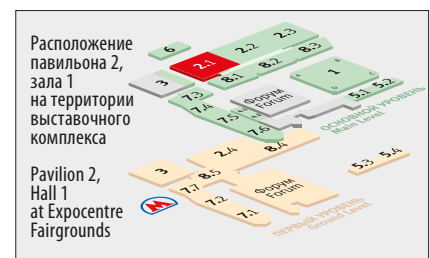 Расположение
павильона 2,
зала 1
на территории
выставочного
комплекса
Pavilion 2,
Hall 1
at Expocentre
Fairgrounds
6
2.1
2.2
2.3
8.1
8.2
8.3
3
1
A
B
C
D
5.1
5.2
7.3
7.4
7.5
7.6
Форум
Forum
ОСНОВНОЙ УРОВЕНЬ
Main Level
2.4
8.4
3
8.5
7.7
7.2
7.1
Форум
Forum
5.3
5.4
М
ПЕРВЫЙ УРОВЕНЬ
Ground Level